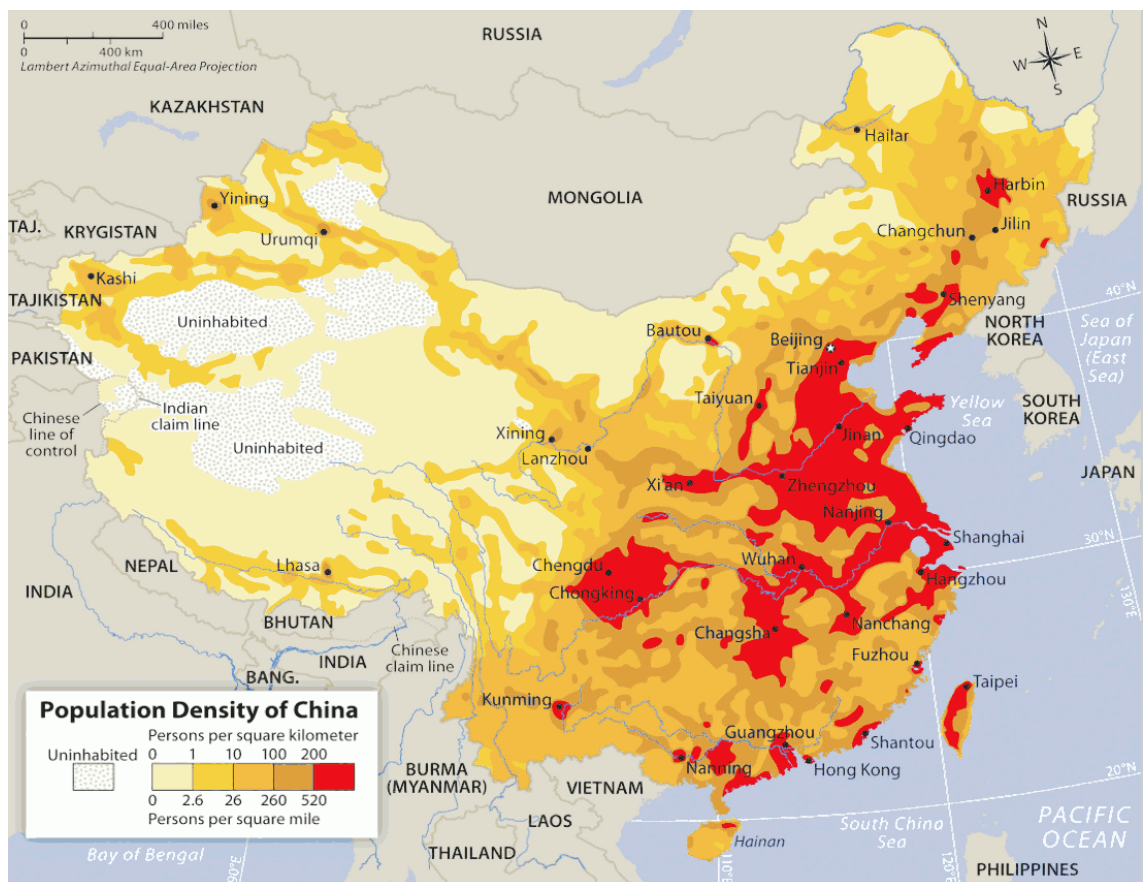 0 400 miles
0 400 km
Lambert Azimuthal Equal-Area Projection
RUSSIA
N
W E
S
KAZAKHSTAN
Hailar
MONGOLIA
Yining
Harbin
RUSSIA
TAJ.
KRYGISTAN
Urumqi
Changchun
Jilin
Kashi
TAJIKISTAN
Shenyang
40°N
Uninhabited
Bautou
Beijing
NORTH
KOREA
Sea of
Japan
(East
Sea)
PAKISTAN
Tianjin
Chinese
line of
control
Indian
claim line
Taiyuan
Yellow
Sea
SOUTH
KOREA
Uninhabited
Xining
Lanzhou
Jinan
Qingdao
JAPAN
Xi'an
Zhengzhou
Nanjing
Shanghai
30°N
NEPAL
Lhasa
Chengdu
Wuhan
Hangzhou
INDIA
Chongking
130°E
BHUTAN
Changsha
Nanchang
INDIA
Chinese
claim line
Fuzhou
BANG.
Taipei
Kunming
Population Density of China
Persons per square kilometer
Uninhabited
0 1 10 100 200
0 2.6 26 260 520
Persons per square mile
Guangzhou
Shantou
Nanning
Hong Kong
BURMA
(MYANMAR)
VIETNAM
20°N
LAOS
Hainan
South China
Sea
PACIFIC
OCEAN
Bay of Bengal
90°E
THAILAND
110°E
120°E
PHILIPPINES